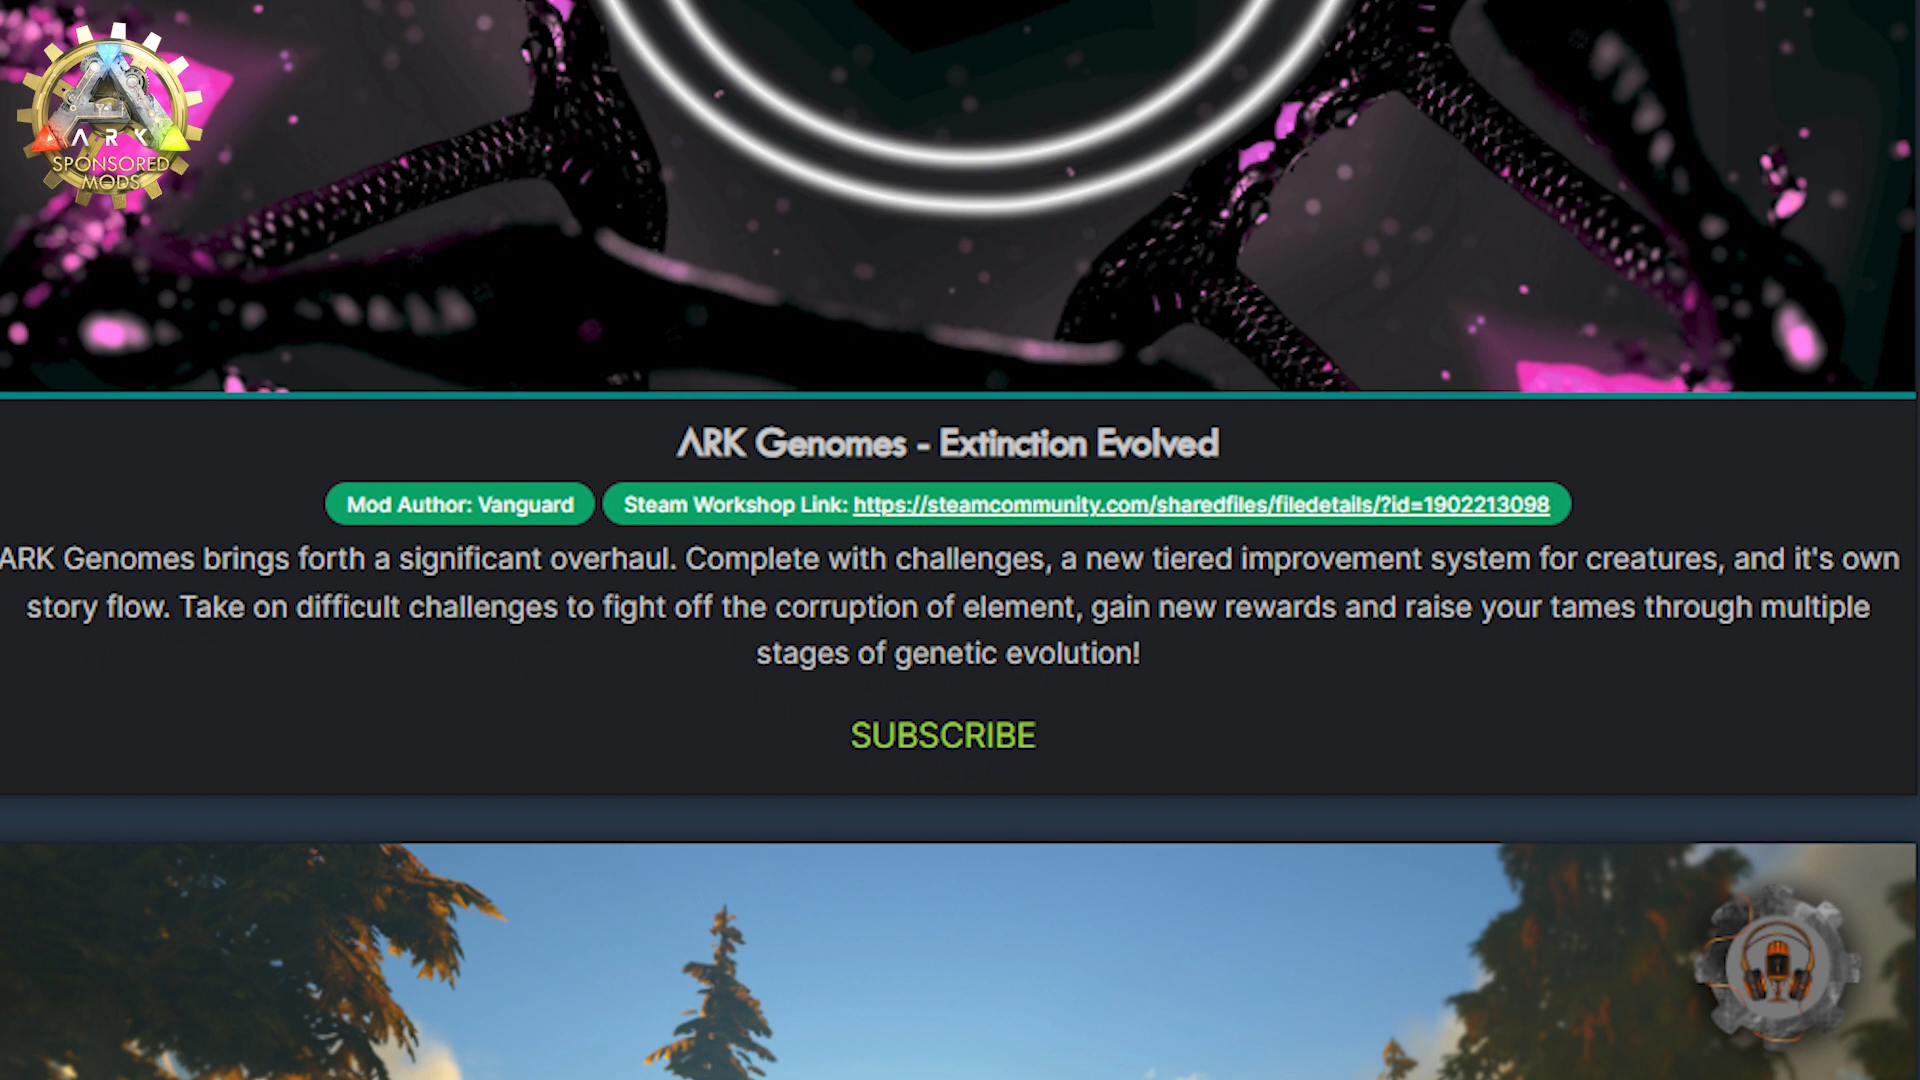 ARK
SPONSORED
MODS
ARK Genomes - Extinction Evolved
Mod Author: Vanguard
Steam Workshop Link: https://steamcommunity.com/sharedfiles/filedetails/?id=1902213098
ARK Genomes brings forth a significant overhaul. Complete with challenges, a new tiered improvement system for creatures, and it's own
story flow. Take on difficult challenges to fight off the corruption of element, gain new rewards and raise your tames through multiple
stages of genetic evolution!
SUBSCRIBE